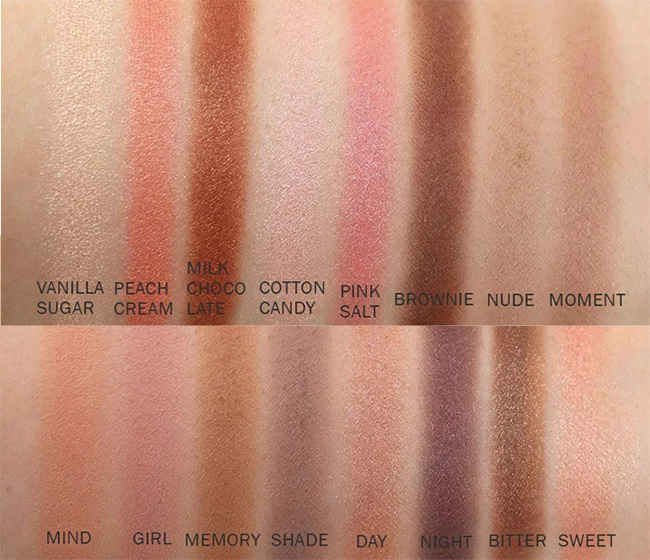 VANILLA SUGAR
PEACH CREAM
MILK CHOCO LATE
COTTON CANDY
PINK SALT
BROWNIE
NUDE
MOMENT
MIND
GIRL
MEMORY
SHADE
DAY
NIGHT
BITTER
SWEET